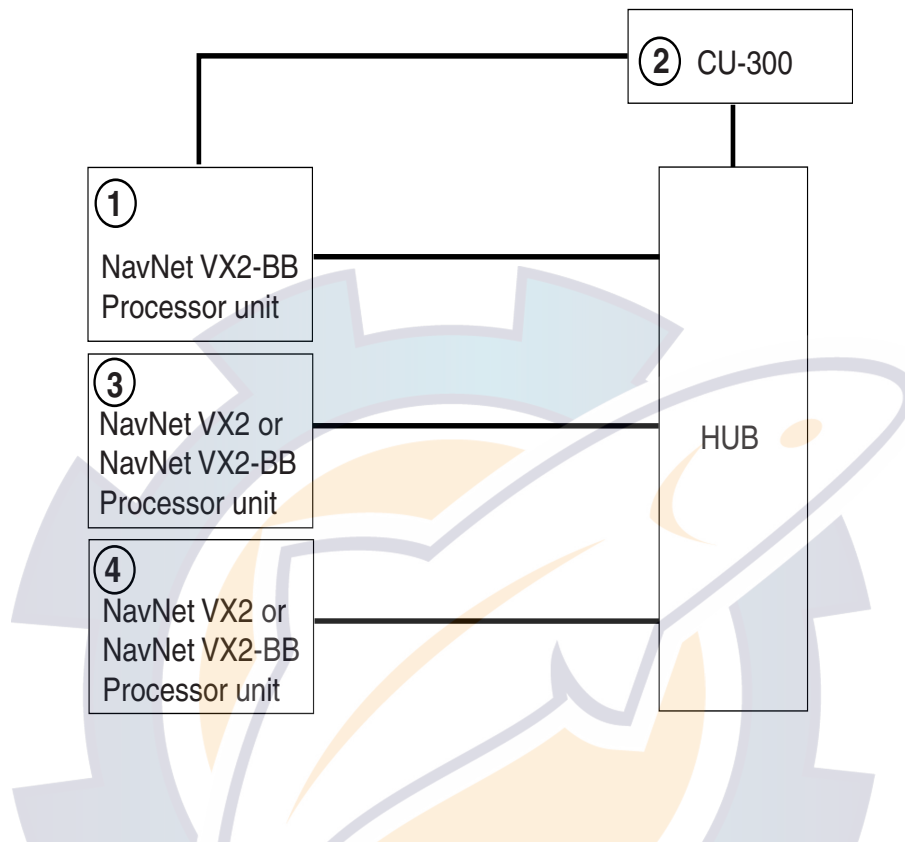 2 CU-300
1
NavNet VX2-BB
Processor unit
3
NavNet VX2 or
NavNet VX2-BB
Processor unit
4
NavNet VX2 or
NavNet VX2-BB
Processor unit
HUB